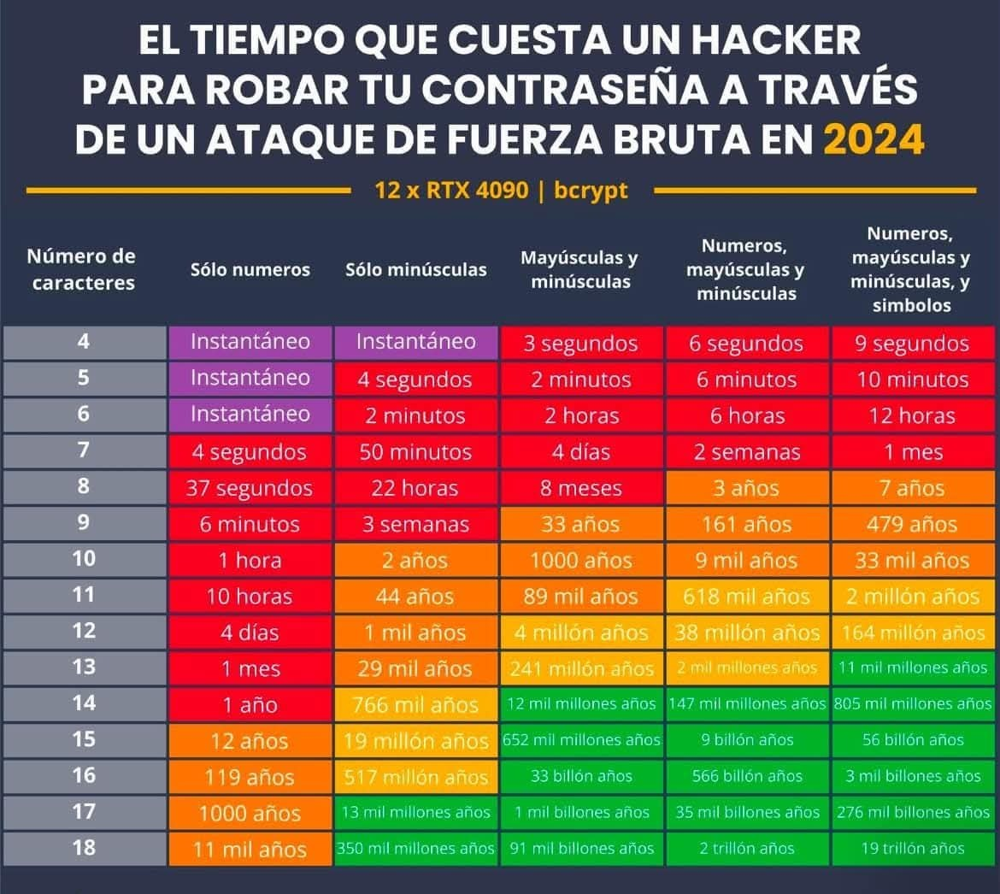 EL TIEMPO QUE CUESTA UN HACKER
PARA ROBAR TU CONTRASEÑA A TRAVÉS
DE UN ATAQUE DE FUERZA BRUTA EN 2024
12 x RTX 4090 | bcrypt
Número de
caracteres
Sólo numeros
Sólo minúsculas
Mayúsculas y
minúsculas
Numeros,
mayúsculas y
minúsculas
Numeros,
mayúsculas y
minúsculas, y
simbolos
4 Instantáneo Instantáneo 3 segundos 6 segundos 9 segundos
5 Instantáneo 4 segundos 2 minutos 6 minutos 10 minutos
6 Instantáneo 2 minutos 2 horas 6 horas 12 horas
7 4 segundos 50 minutos 4 días 2 semanas 1 mes
8 37 segundos 22 horas 8 meses 3 años 7 años
9 6 minutos 3 semanas 33 años 161 años 479 años
10 1 hora 2 años 1000 años 9 mil años 33 mil años
11 10 horas 44 años 89 mil años 618 mil años 2 millón años
12 4 días 1 mil años 4 millón años 38 millón años 164 millón años
13 1 mes 29 mil años 241 millón años 2 mil millones años 11 mil millones años
14 1 año 766 mil años 12 mil millones años 147 mil millones años 805 mil millones años
15 12 años 19 millón años 652 mil millones años 9 billón años 56 billón años
16 119 años 517 millón años 33 billón años 566 billón años 3 mil billones años
17 1000 años 13 mil millones años 1 mil billones años 35 mil billones años 276 mil billones años
18 11 mil años 350 mil millones años 91 mil billones años 2 trillón años 19 trillón años